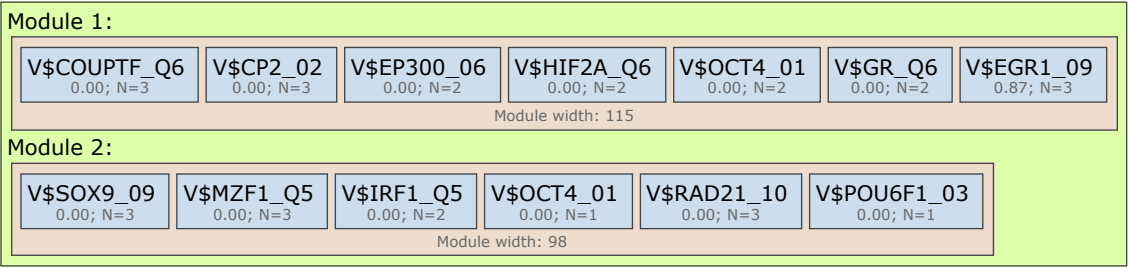 Module 1:
V$COUPTF_Q6 V$CP2_02 V$EP300_06 V$HIF2A_Q6 V$OCT4_01 V$GR_Q6 V$EGR1_09
0.00; N=3 0.00; N=3 0.00; N=2 0.00; N=2 0.00; N=2 0.00; N=2 0.87; N=3
Module width: 115
Module 2:
V$SOX9_09 V$MZF1_Q5 V$IRF1_Q5 V$OCT4_01 V$RAD21_10 V$POU6F1_03
0.00; N=3 0.00; N=3 0.00; N=2 0.00; N=1 0.00; N=3 0.00; N=1
Module width: 98